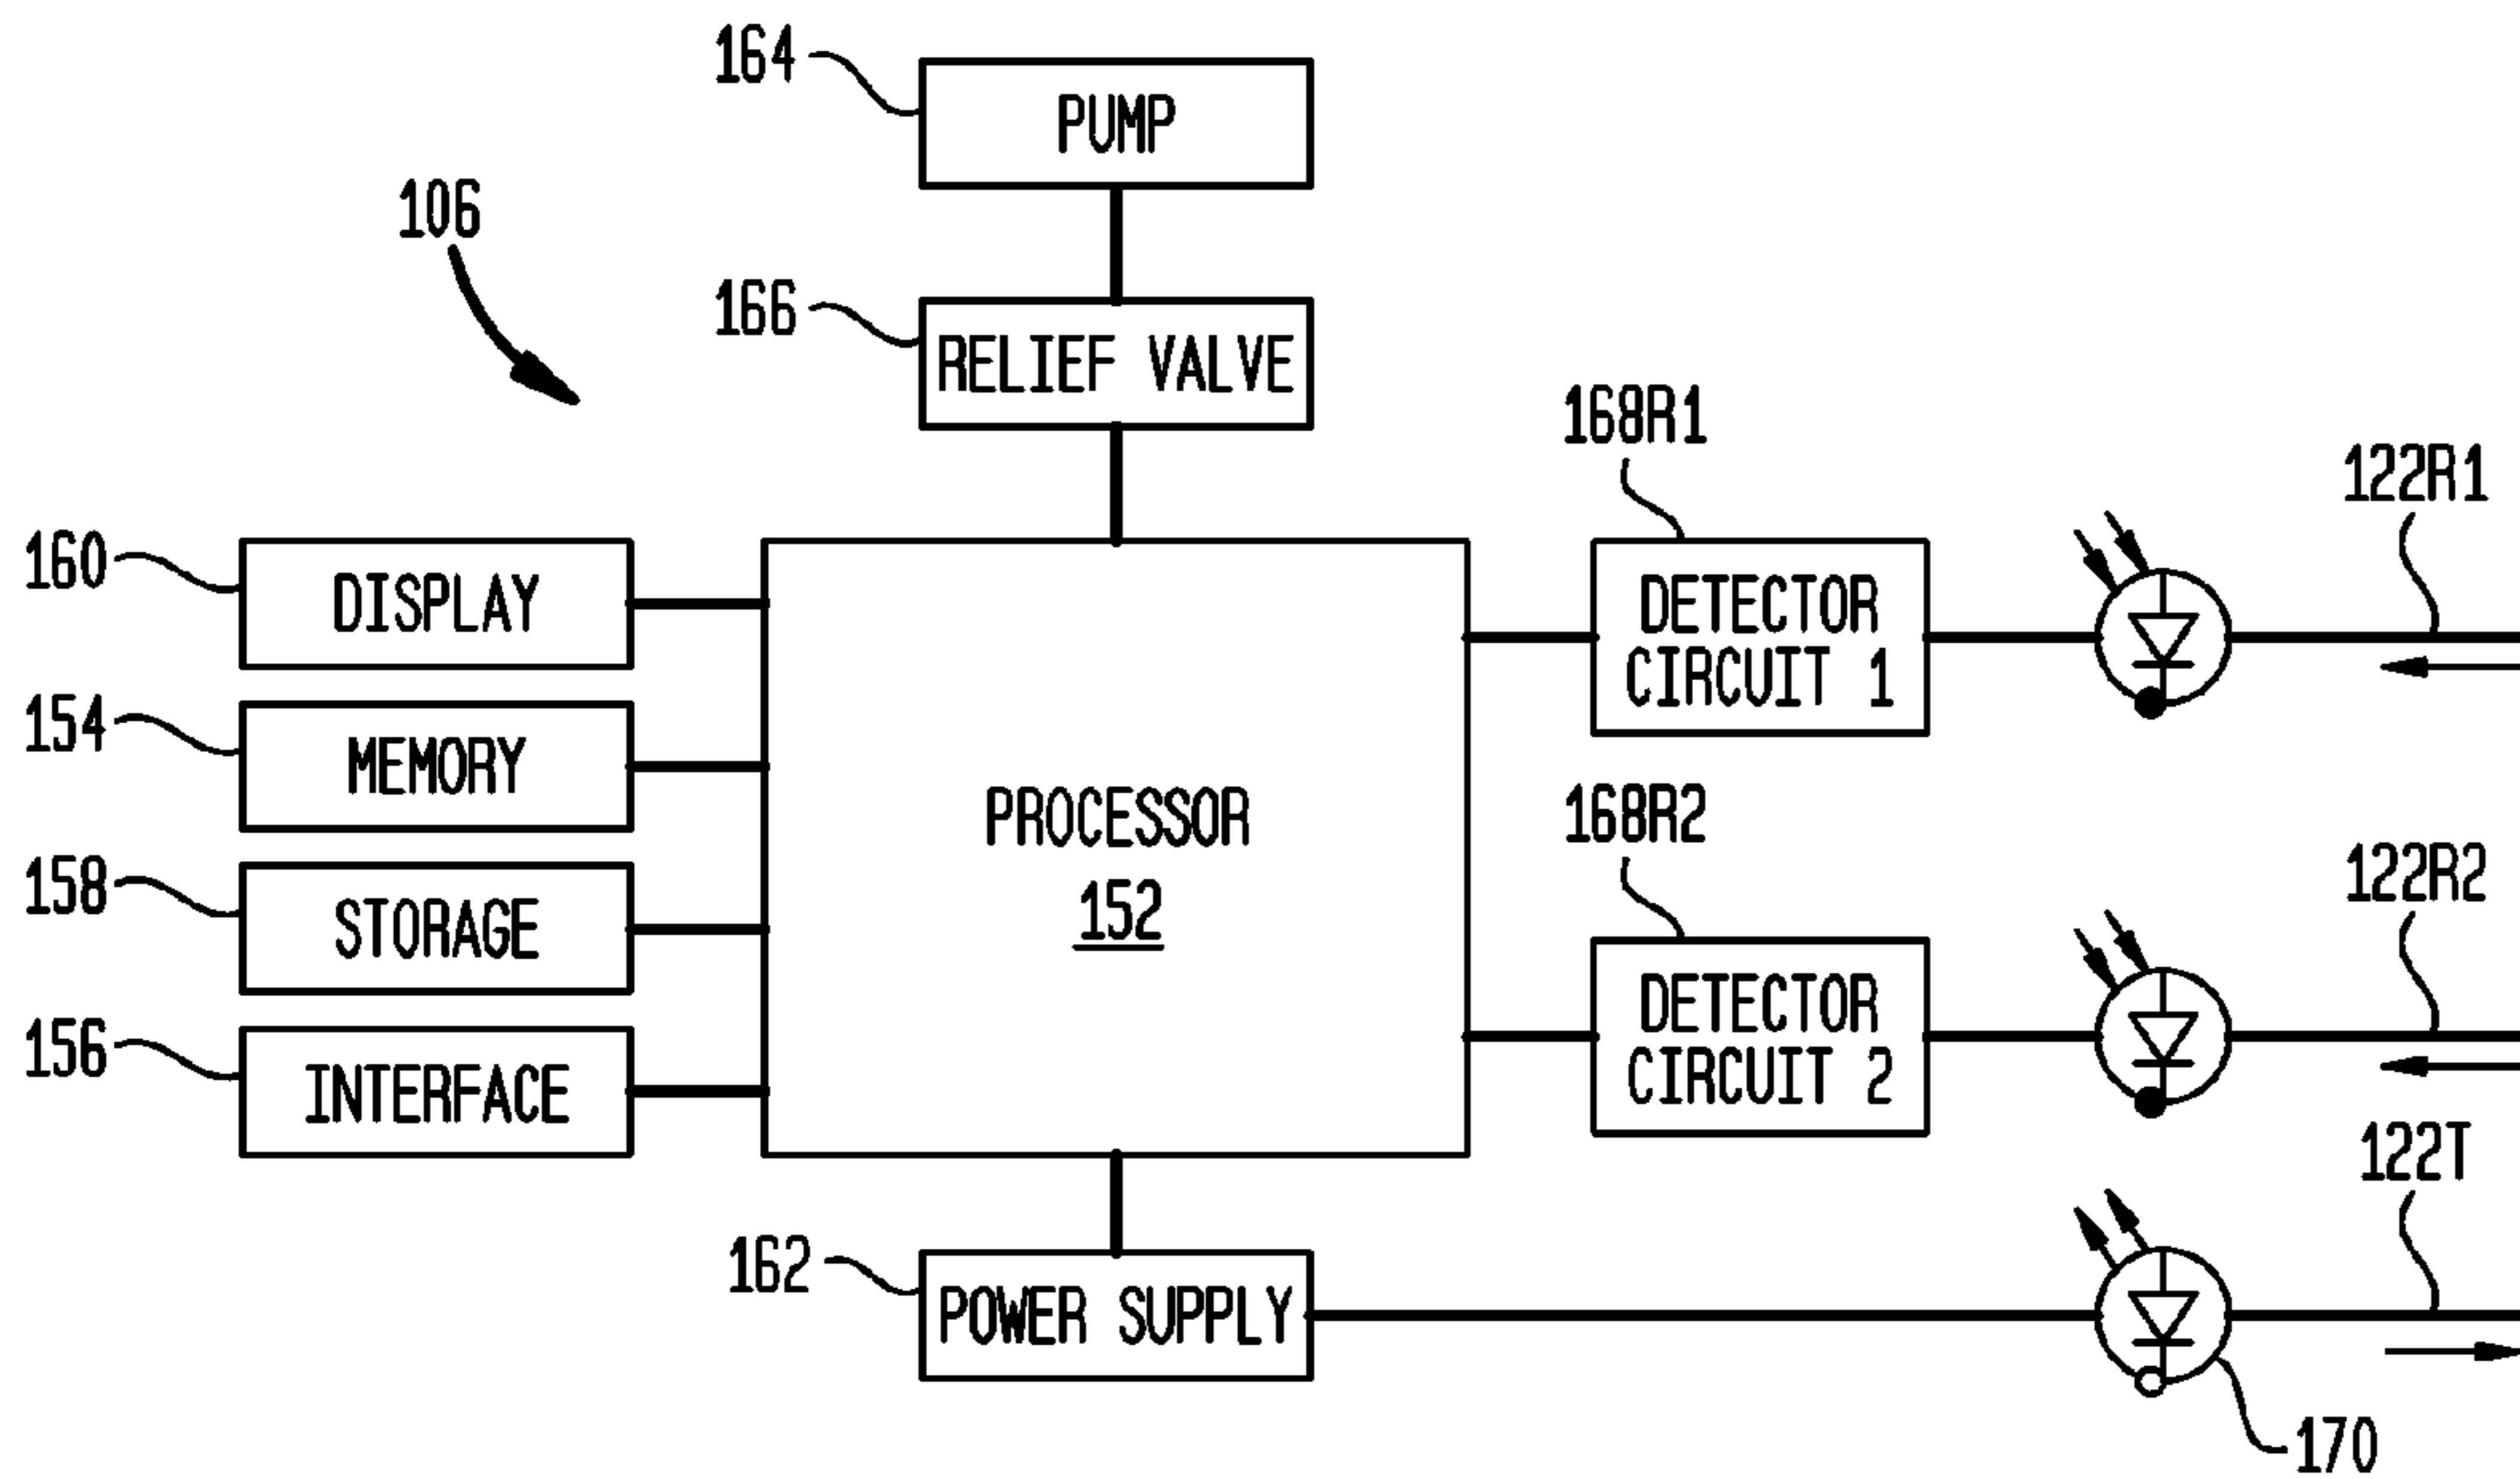 164
PUMP
106
166
RELIEF VALVE
168R1
122R1
160
DISPLAY
DETECTOR
CIRCUIT 1
154
MEMORY
PROCESSOR
152
168R2
122R2
158
STORAGE
DETECTOR
CIRCUIT 2
156
INTERFACE
122T
162
POWER SUPPLY
170